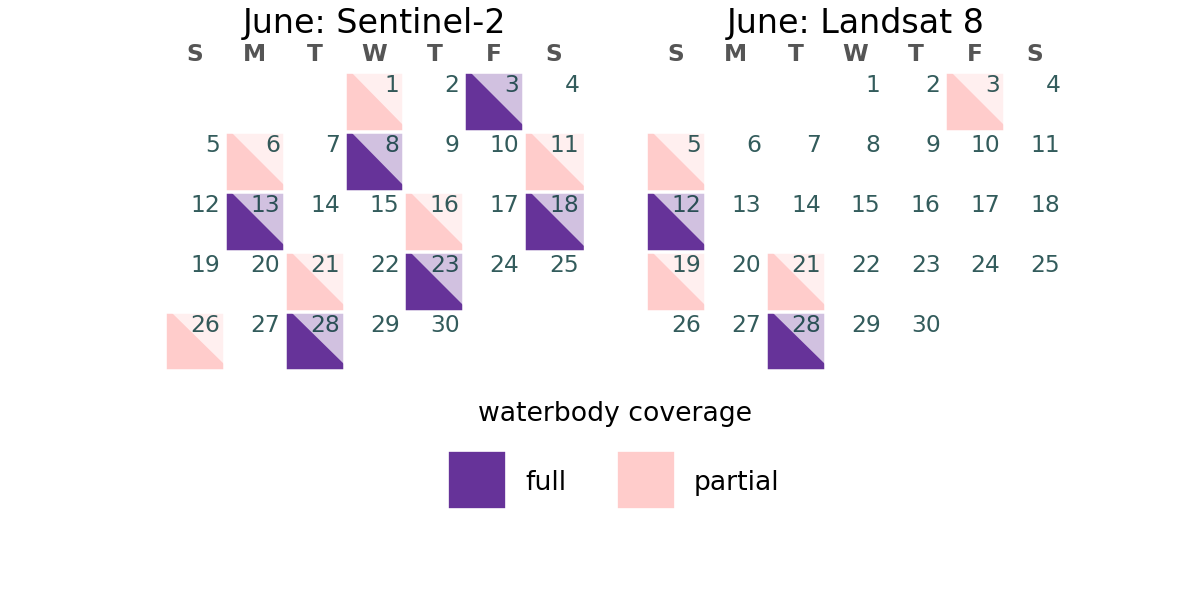 June: Sentinel-2
S M T W T F S
1 2 3 4
5 6 7 8 9 10 11
12 13 14 15 16 17 18
19 20 21 22 23 24 25
26 27 28 29 30
June: Landsat 8
S M T W T F S
1 2 3 4
5 6 7 8 9 10 11
12 13 14 15 16 17 18
19 20 21 22 23 24 25
26 27 28 29 30
waterbody coverage
full partial